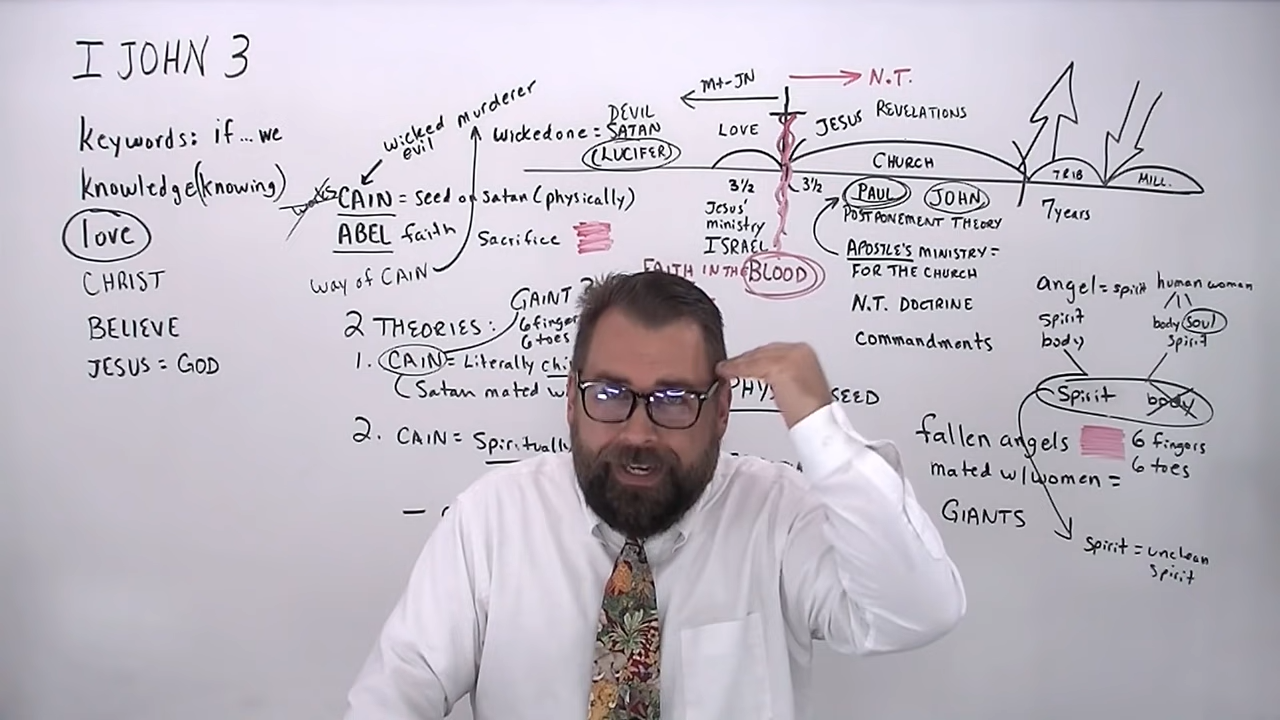 I JOHN 3
Keywords: if...we
Knowledge (knowing)
love
CHRIST
BELIEVE
JESUS = GOD
wicked murderer
evil
works
CAIN = seed of Satan (physically)
ABEL faith
Sacrifice
way of CAIN
wicked one =
DEVIL
SATAN
(LUCIFER)
Mt-JN
N.T.
LOVE
JESUS REVELATIONS
CHURCH
TRIB
MILL.
3½
3½
Jesus'
ministry
ISRAEL
FAITH IN THE BLOOD
PAUL
JOHN
POSTPONEMENT THEORY
7years
APOSTLE'S MINISTRY =
FOR THE CHURCH
N.T. DOCTRINE
Commandments
GAINT?
6 finger
6 toes
2 THEORIES:
1. CAIN = Literally
(Satan mated
PHYS
SEED
2. CAIN = Spiritually
angel = spirit
spirit
body
human woman
body soul
spirit
Spirit body
fallen angels
6 fingers
6 toes
mated w/women =
GIANTS
Spirit = unclean
spirit